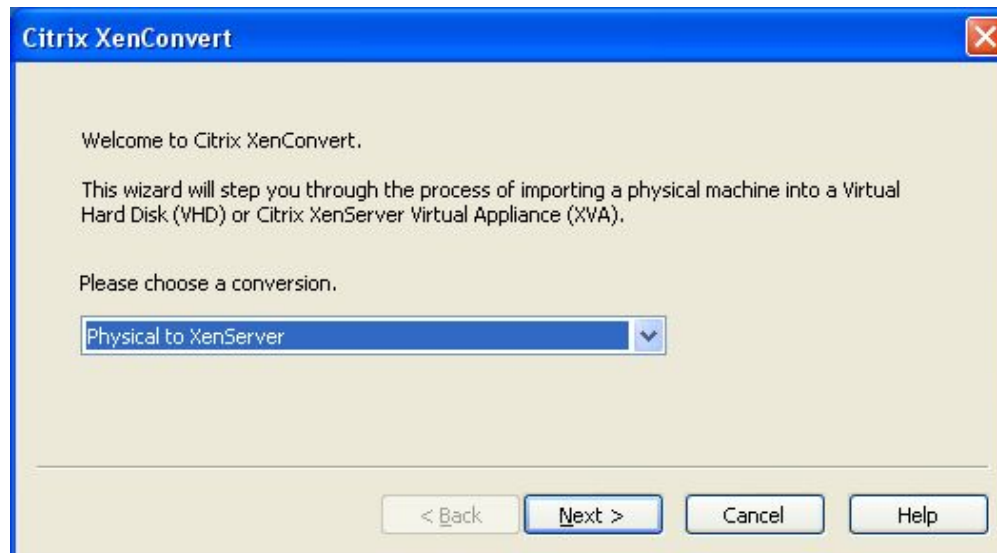 Citrix XenConvert
Welcome to Citrix XenConvert.
This wizard will step you through the process of importing a physical machine into a Virtual
Hard Disk (VHD) or Citrix XenServer Virtual Appliance (XVA).
Please choose a conversion.
Physical to XenServer
< Back Next > Cancel Help